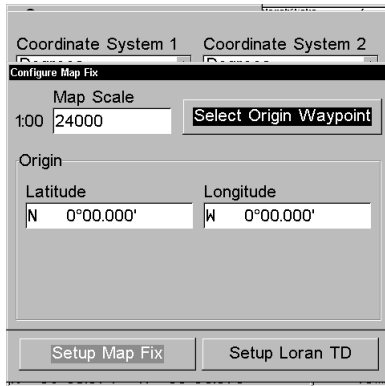 Coordinate System 1 Coordinate System 2
Configure Map Fix
Map Scale
1:00 24000 Select Origin Waypoint
Origin
Latitude Longitude
N 0°00.000' W 0°00.000'
Setup Map Fix Setup Loran TD